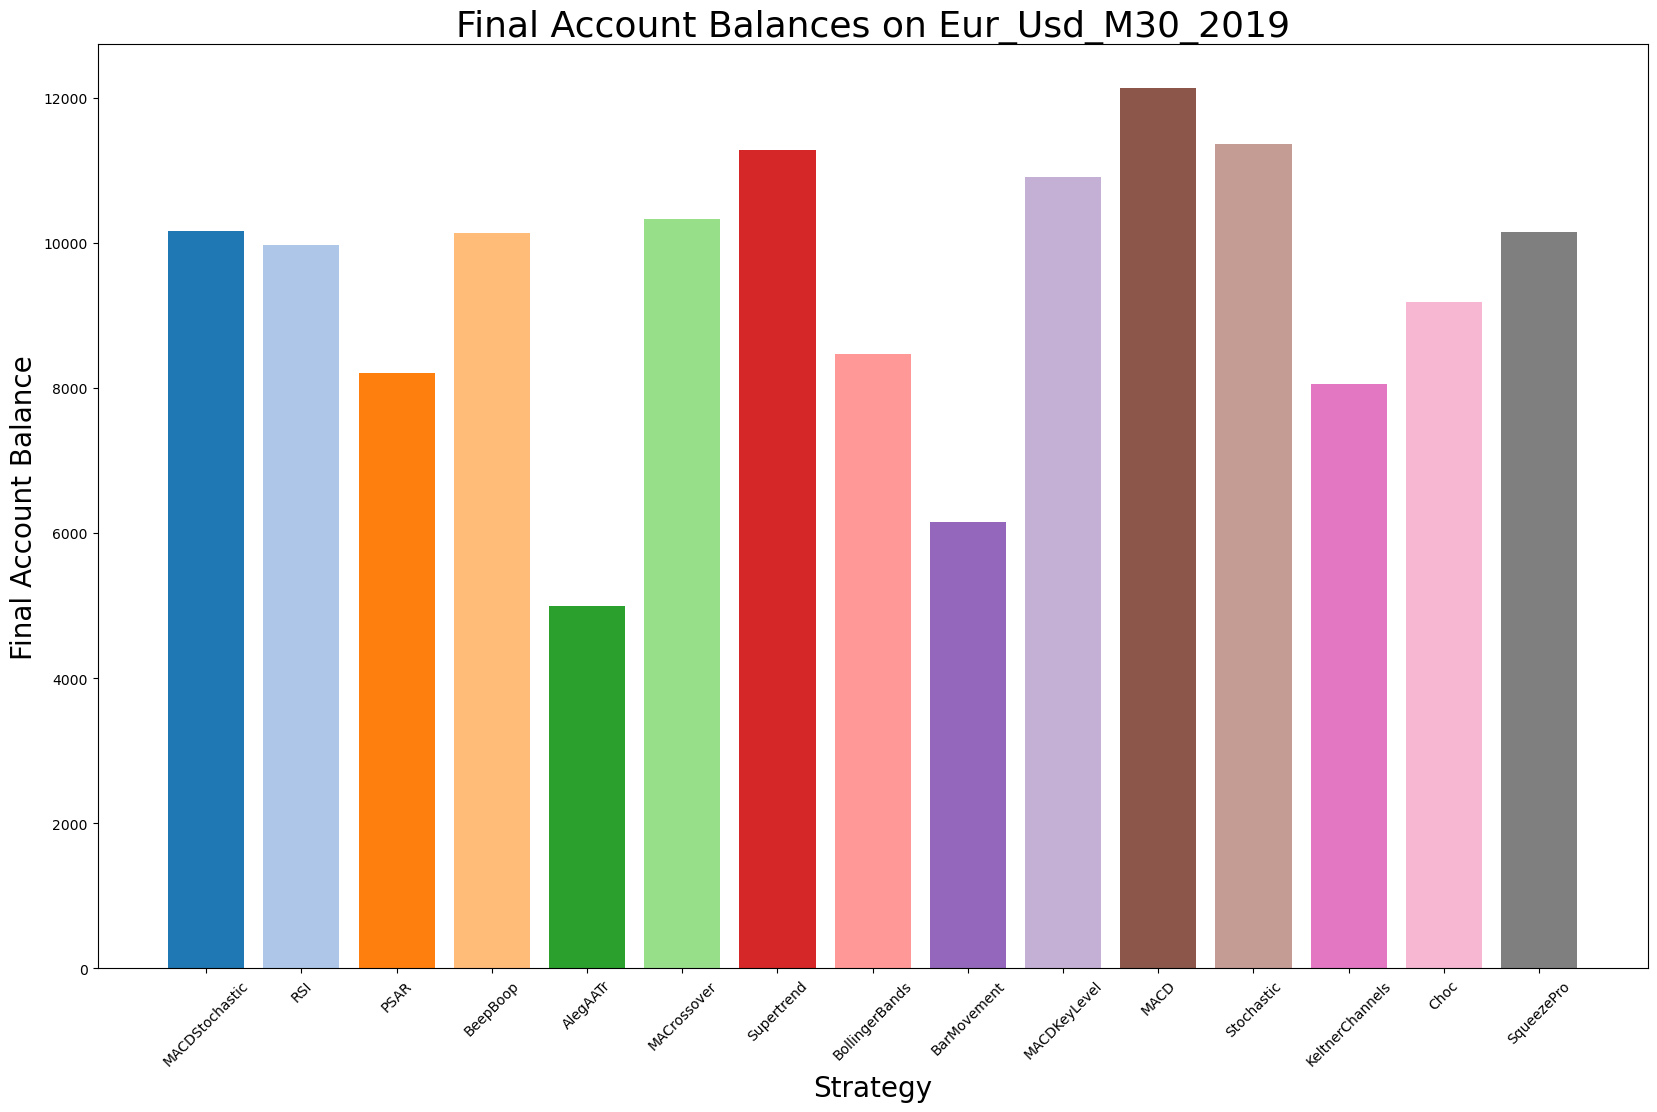 Final Account Balances on Eur_Usd_M30_2019
Final Account Balance
12000
10000
8000
6000
4000
2000
0
MACDStochastic
RSI
PSAR
BeepBoop
AlegAATr
MACrossover
Supertrend
BollingerBands
BarMovement
MACDKeyLevel
MACD
Stochastic
KeltnerChannels
Choc
SqueezePro
Strategy